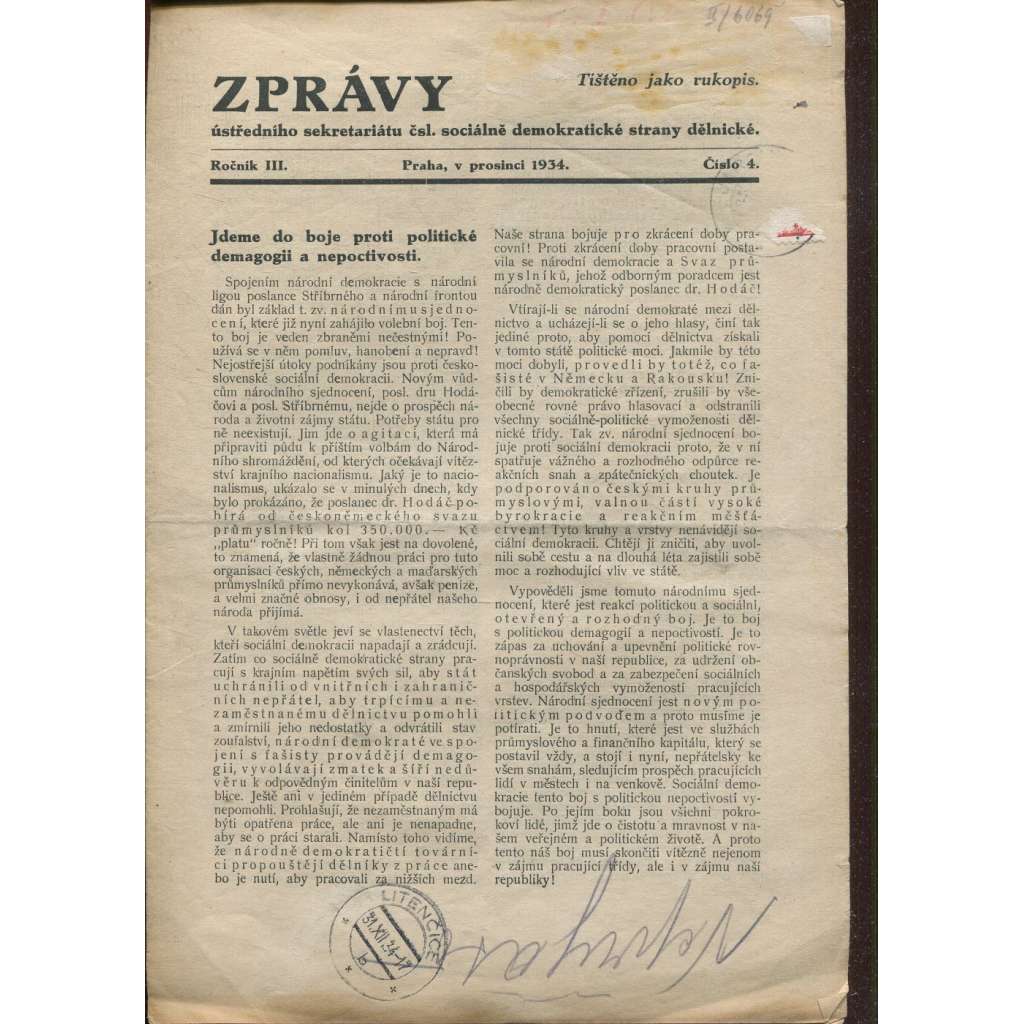 II/6069
ZPRÁVY
Tištěno jako rukopis.
ústředního sekretariátu čsl. sociálně demokratické strany dělnické.
Ročník III. Praha, v prosinci 1934. Číslo 4.
Jdeme do boje proti politické
demagogii a nepoctivosti.
Spojením národní demokracie s národní
ligou poslance Stříbrného a národní frontou
dán byl základ t. zv. národnímu sjedno-
cení, které již nyní zahájilo volební boj. Ten-
to boj je veden zbraněmi nečestnými! Po-
užívá se v něm pomluv, hanobení a nepravd!
Nejostřejší útoky podnikány jsou proti česko-
slovenské sociální demokracii. Novým vůd-
cům národního sjednocení, posl. dru Hodá-
čovi a posl. Stříbrnému, nejde o prospěch ná-
roda a životní zájmy státu. Potřeby státu pro
ně neexistují. Jim jde o agitaci, která má
připraviti půdu k příštím volbám do Národ-
ního shromáždění, od kterých očekávají vítěz-
ství krajního nacionalismu. Jaký je to nacio-
nalismus, ukázalo se v minulých dnech, kdy
bylo prokázáno, že poslanec dr. Hodáč po-
bírá od českoněmeckého svazu
průmyslníků kol 350.000.— Kč
„platu" ročně! Při tom však jest na dovolené,
to znamená, že vlastně žádnou práci pro tuto
organisaci českých, německých a maďarských
průmyslníků přímo nevykonává, avšak peníze,
a velmi značné obnosy, i od nepřátel našeho
národa přijímá.
V takovém světle jeví se vlastenectví těch,
kteří sociální demokracii napadají a zrádcují.
Zatím co sociálně demokratické strany pra-
cují s krajním napětím svých sil, aby stát
uchránili od vnitřních i zahranič-
ních nepřátel, aby trpícímu a ne-
zaměstnanému dělnictvu pomohli
a zmírnili jeho nedostatky a odvrátili stav
zoufalství, národní demokraté ve spo-
jení s fašisty provádějí demago-
gii, vyvolávají zmatek a šíří nedů-
věru k odpovědným činitelům v naší repu-
blice. Ještě ani v jediném případě dělnictvu
nepomohli. Prohlašují, že nezaměstnaným má
býti opatřena práce, ale ani je nenapadne,
aby se o práci starali. Namísto toho vidíme,
že národně demokratičtí tovární-
ci propouštějí dělníky z práce ane-
bo je nutí, aby pracovali za nižších mezd.
Naše strana bojuje pro zkrácení doby pra-
covní! Proti zkrácení doby pracovní posta-
vila se národní demokracie a Svaz prů-
myslníků, jehož odborným poradcem jest
národně demokratický poslanec dr. Hodáč!
Vtírají-li se národní demokraté mezi děl-
nictvo a ucházejí-li se o jeho hlasy, činí tak
jediné proto, aby pomocí dělnictva získali
v tomto státě politické moci. Jakmile by této
moci dobyli, provedli by totéž, co fa-
šisté v Německu a Rakousku! Zni-
čili by demokratické zřízení, zrušili by vše-
obecné rovné právo hlasovací a odstranili
všechny sociálně-politické vymoženosti děl-
nické třídy. Tak zv. národní sjednocení bo-
juje proti sociální demokracii proto, že v ní
spatřuje vážného a rozhodného odpůrce re-
akčních snah a zpátečnických choutek. Je
podporováno českými kruhy prů-
myslovými, valnou částí vysoké
byrokracie a reakčním měšťá-
ctvem! Tyto kruhy a vrstvy nenávidějí so-
ciální demokracii. Chtějí ji zničiti, aby uvol-
nili sobě cestu a na dlouhá léta zajistili sobě
moc a rozhodující vliv ve státě.
Vypověděli jsme tomuto národnímu sjed-
nocení, které jest reakcí politickou a sociální,
otevřený a rozhodný boj. Je to boj
s politickou demagogií a nepoctivostí. Je to
zápas za uchování a upevnění politické rov-
noprávnosti v naší republice, za udržení ob-
čanských svobod a za zabezpečení sociálních
a hospodářských vymožeností pracujících
vrstev. Národní sjednocení jest novým po-
litickým podvodem a proto musíme je
potírati. Je to hnutí, které jest ve službách
průmyslového a finančního kapitálu, který se
postavil vždy, a stojí i nyní, nepřátelsky ke
všem snahám, sledujícím prospěch pracujících
lidí v městech i na venkově. Sociální demo-
kracie tento boj s politickou nepoctivostí vy-
bojuje. Po jejím boku jsou všichni pokro-
koví lidé, jimž jde o čistotu a mravnost v na-
šem veřejném a politickém životě. A proto
tento náš boj musí skončiti vítězně nejenom
v zájmu pracující třídy, ale i v zájmu naší
republiky!
LITENČICE
31.XII.34-17
b